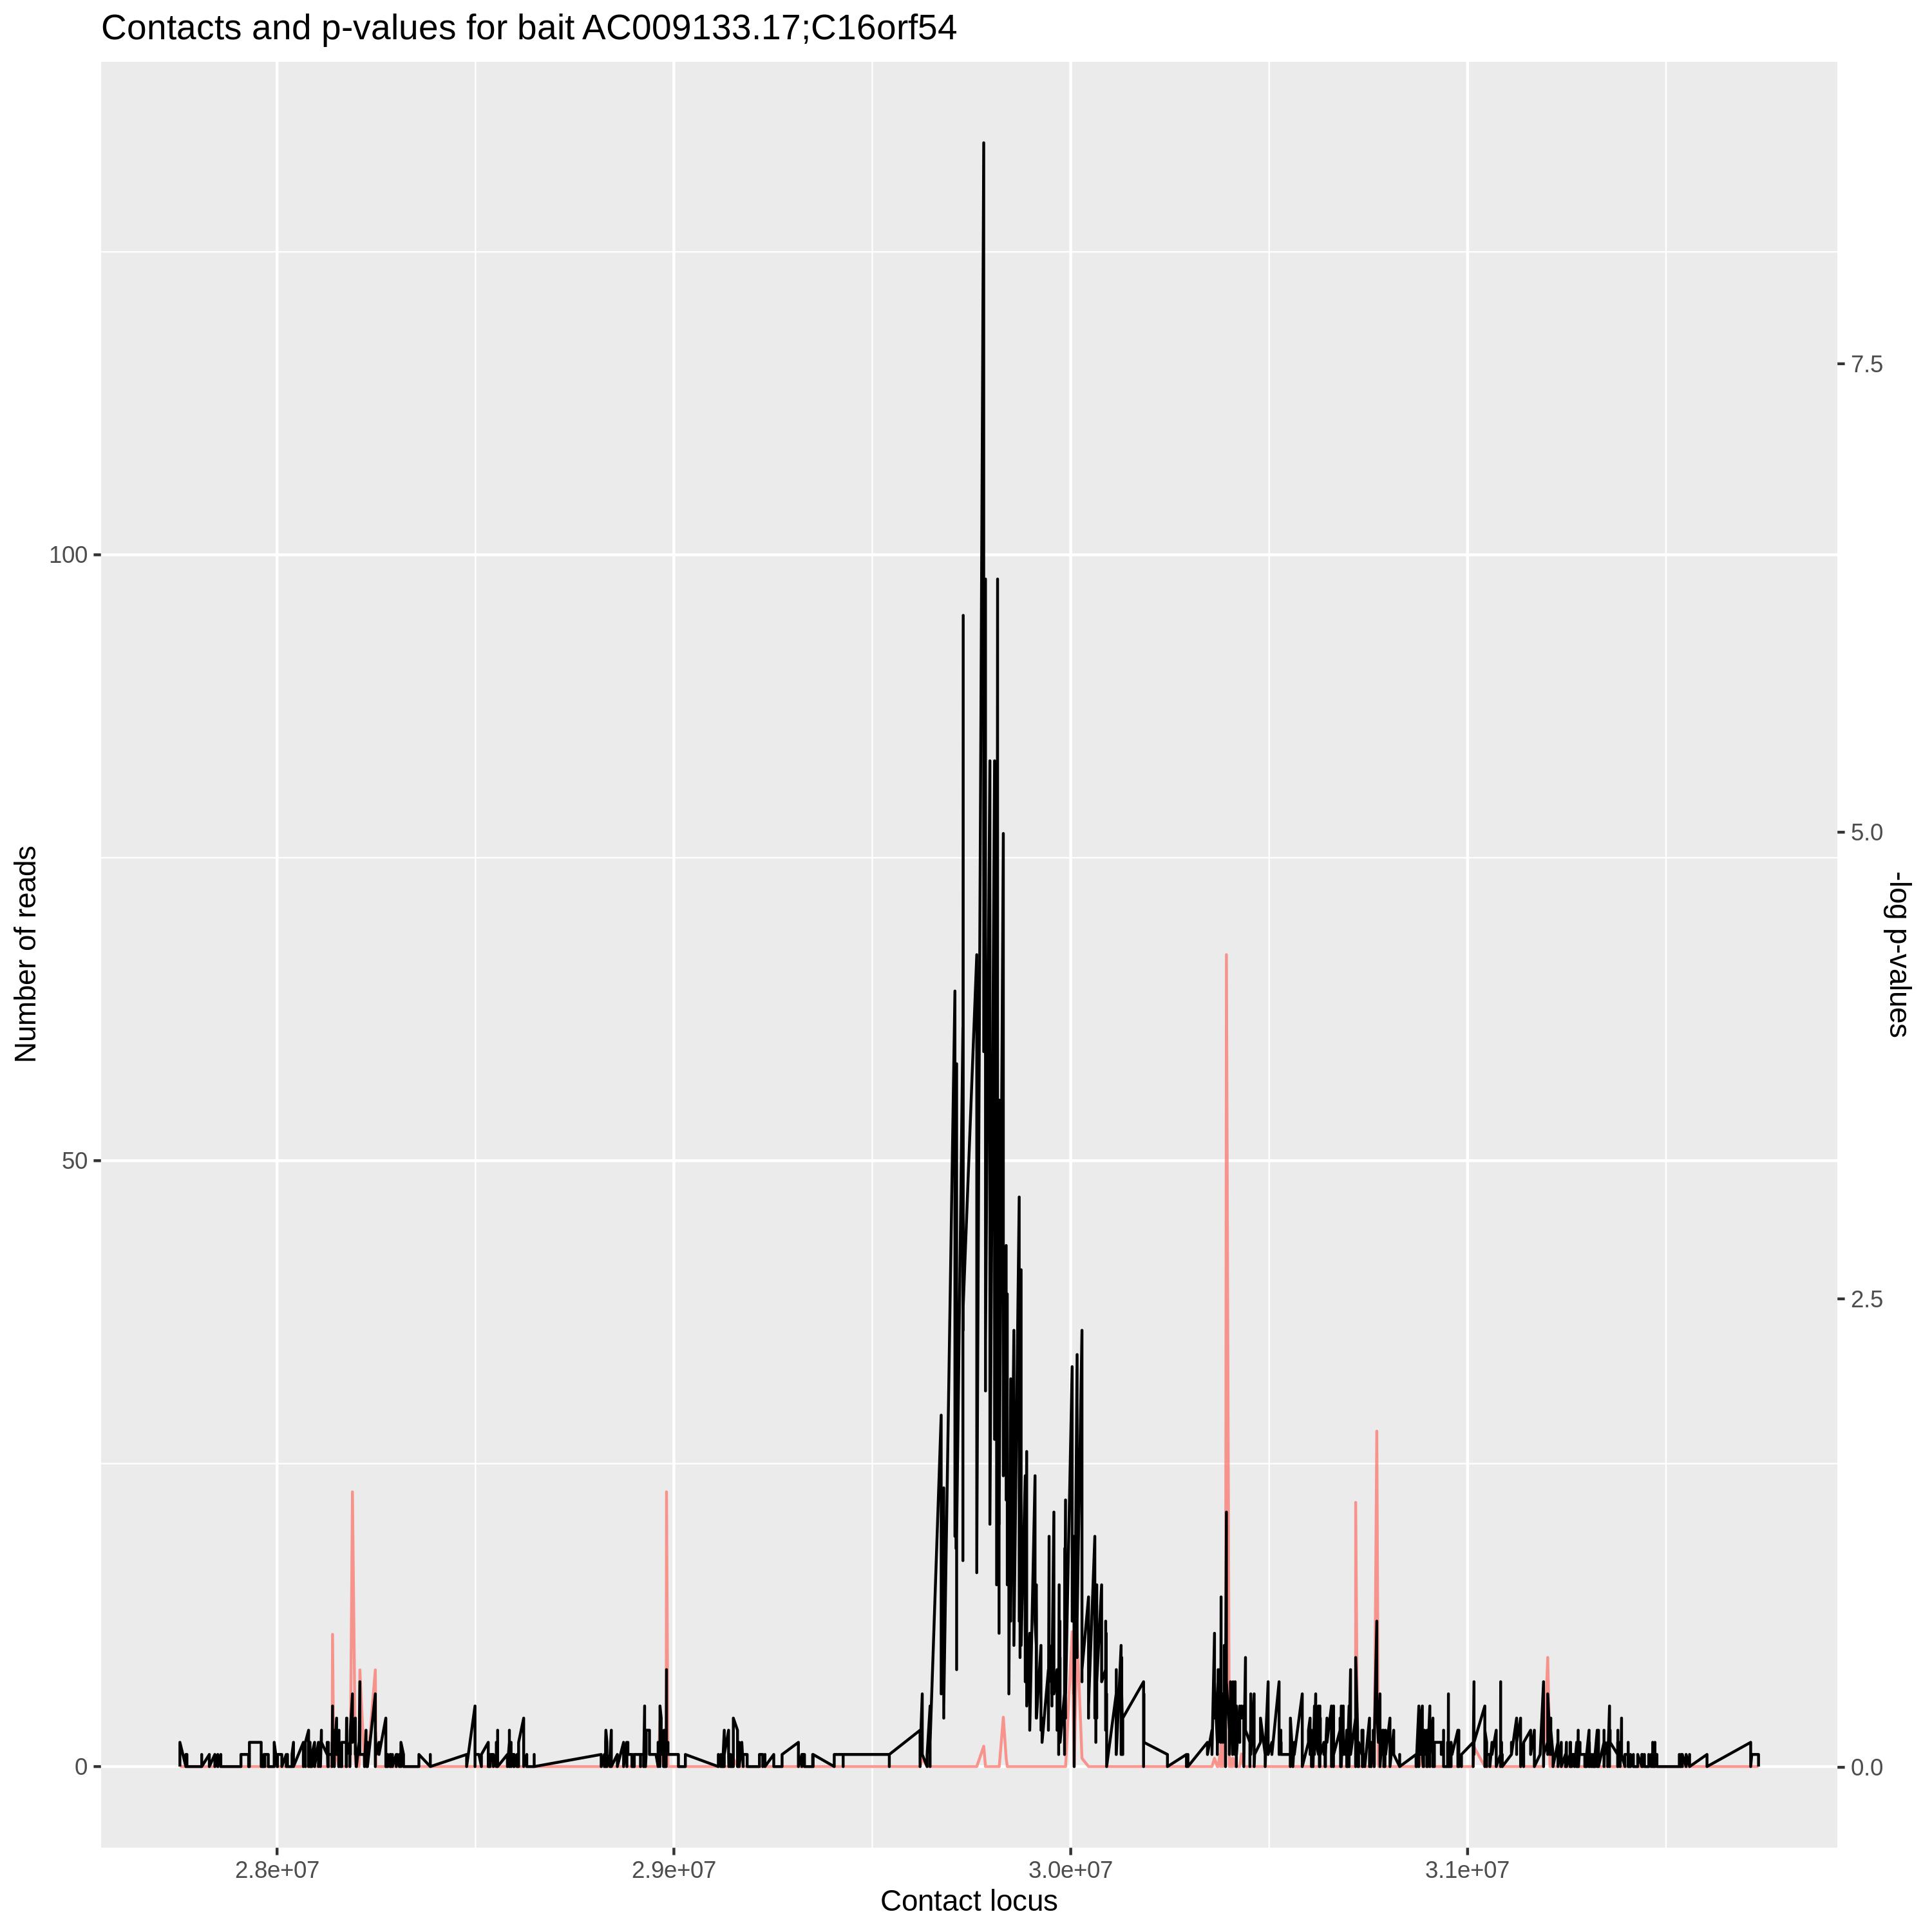 Contacts and p-values for bait AC009133.17;C16orf54
Number of reads
100
50
0
7.5
5.0
2.5
0.0
-log p-values
2.8e+07
2.9e+07
3.0e+07
3.1e+07
Contact locus